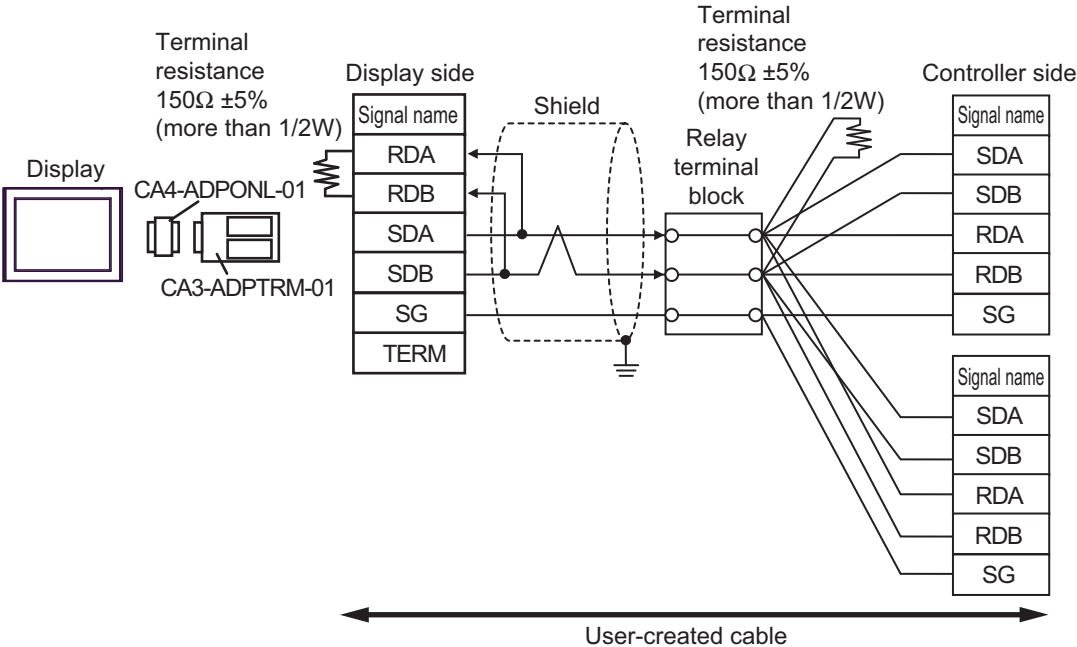 Terminal
resistance
150Ω ±5%
(more than 1/2W)
Terminal
resistance
150Ω ±5%
(more than 1/2W)
Display side
Controller side
Shield
Relay
terminal
block
Display
CA4-ADPONL-01
CA3-ADPTRM-01
Signal name
RDA
RDB
SDA
SDB
SG
TERM
Signal name
SDA
SDB
RDA
RDB
SG
Signal name
SDA
SDB
RDA
RDB
SG
User-created cable